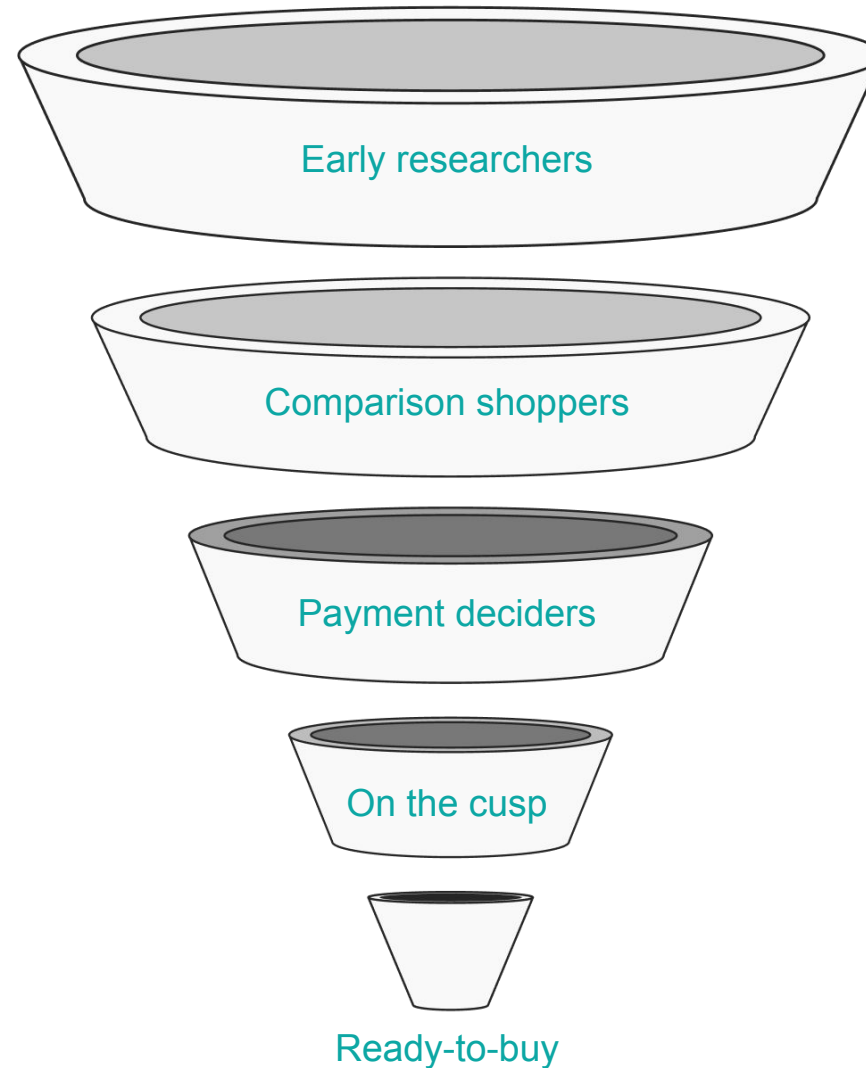 Early researchers
Comparison shoppers
Payment deciders
On the cusp
Ready-to-buy